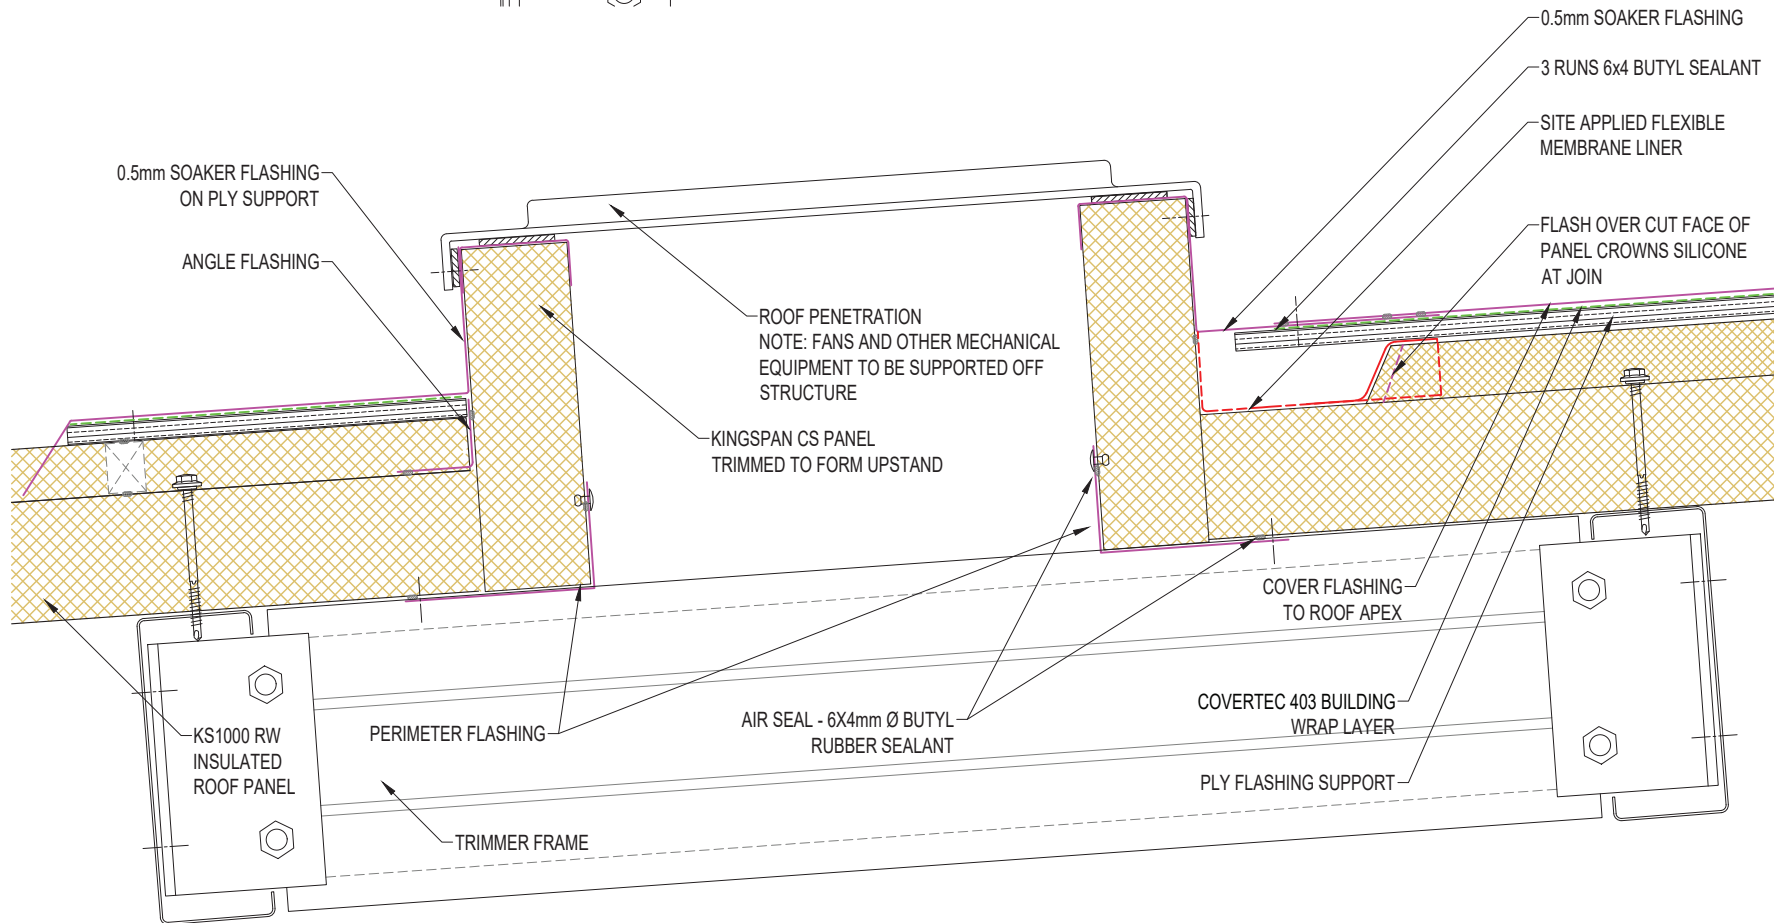 0.5mm SOAKER FLASHING
3 RUNS 6x4 BUTYL SEALANT
SITE APPLIED FLEXIBLE
MEMBRANE LINER
0.5mm SOAKER FLASHING
ON PLY SUPPORT
FLASH OVER CUT FACE OF
PANEL CROWNS SILICONE
AT JOIN
ANGLE FLASHING
ROOF PENETRATION
NOTE: FANS AND OTHER MECHANICAL
EQUIPMENT TO BE SUPPORTED OFF
STRUCTURE
KINGSPAN CS PANEL
TRIMMED TO FORM UPSTAND
COVER FLASHING
TO ROOF APEX
KS1000 RW
INSULATED
ROOF PANEL
PERIMETER FLASHING
AIR SEAL - 6X4mm Ø BUTYL
RUBBER SEALANT
COVERTEC 403 BUILDING
WRAP LAYER
PLY FLASHING SUPPORT
TRIMMER FRAME